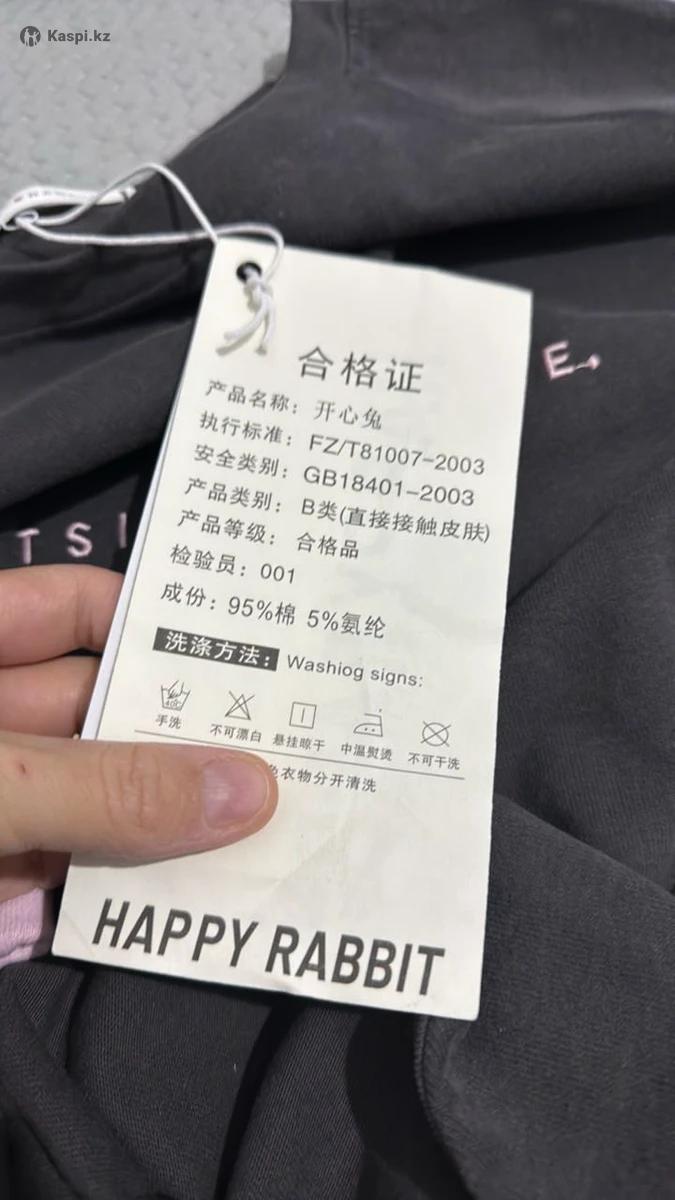 Kaspi.kz
合格证
产品名称：开心兔
执行标准：FZ/T81007-2003
安全类别：GB18401-2003
产品类别：B类(直接接触皮肤)
产品等级：合格品
检验员：001
成份：95%棉 5%氨纶
洗涤方法： Washiog signs:
40C
手洗 不可漂白 悬挂晾干 中温熨烫 不可干洗
色衣物分开清洗
HAPPY RABBIT
E.
T S I